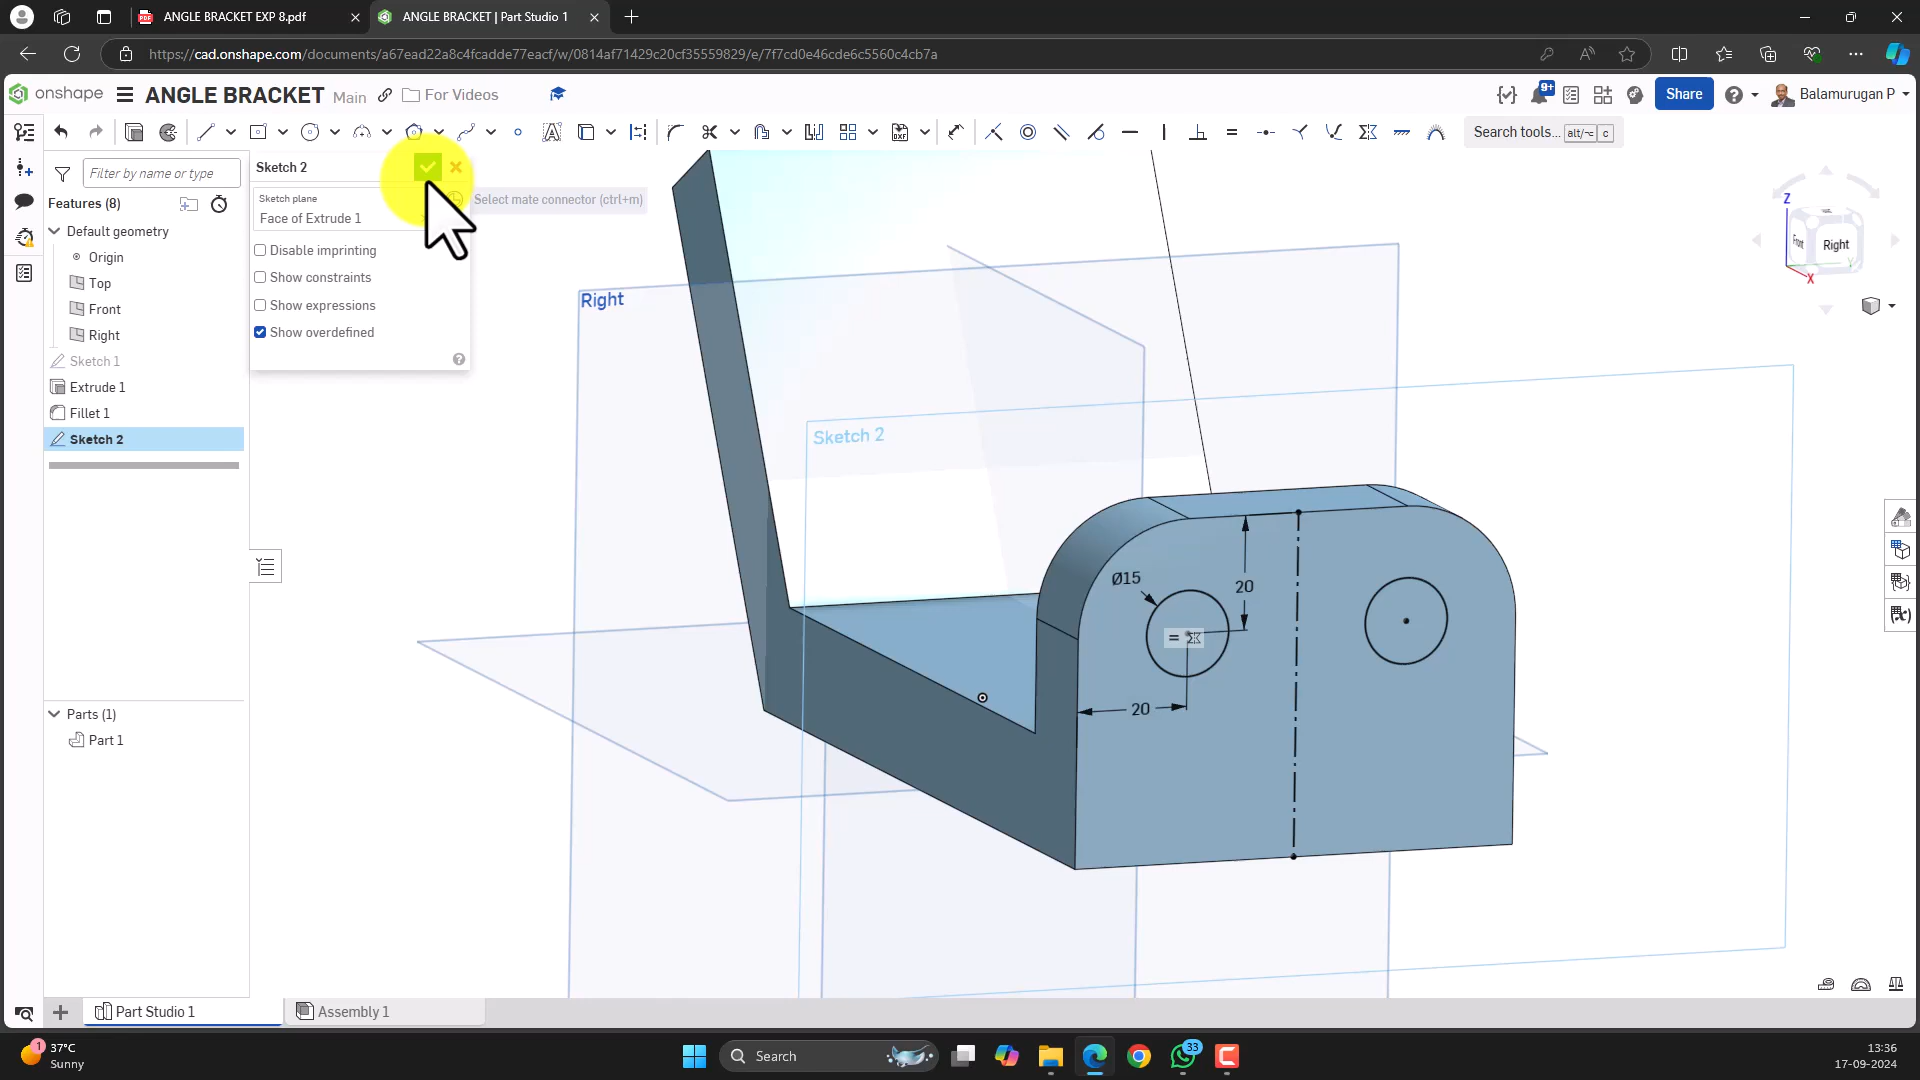 ANGLE BRACKET EXP 8.pdf
ANGLE BRACKET | Part Studio 1
https://cad.onshape.com/documents/a67ead22a8c4fcadde77eacf/w/0814af71429c20cf35559829/e/7f7cd0e46cde6c5560c4cb7a
onshape
ANGLE BRACKET Main
For Videos
9+
Share
Balamurugan P
Search tools... alt/⌥ c
Filter by name or type
Features (8)
Default geometry
Origin
Top
Front
Right
Sketch 1
Extrude 1
Fillet 1
Sketch 2
Sketch 2
Sketch plane
Face of Extrude 1
Select mate connector (ctrl+m)
Disable imprinting
Show constraints
Show expressions
Show overdefined
Right
Sketch 2
Ø15
20
20
Z
Front
Right
Y
X
Parts (1)
Part 1
Part Studio 1
Assembly 1
1
37°C
Sunny
Search
33
13:36
17-09-2024